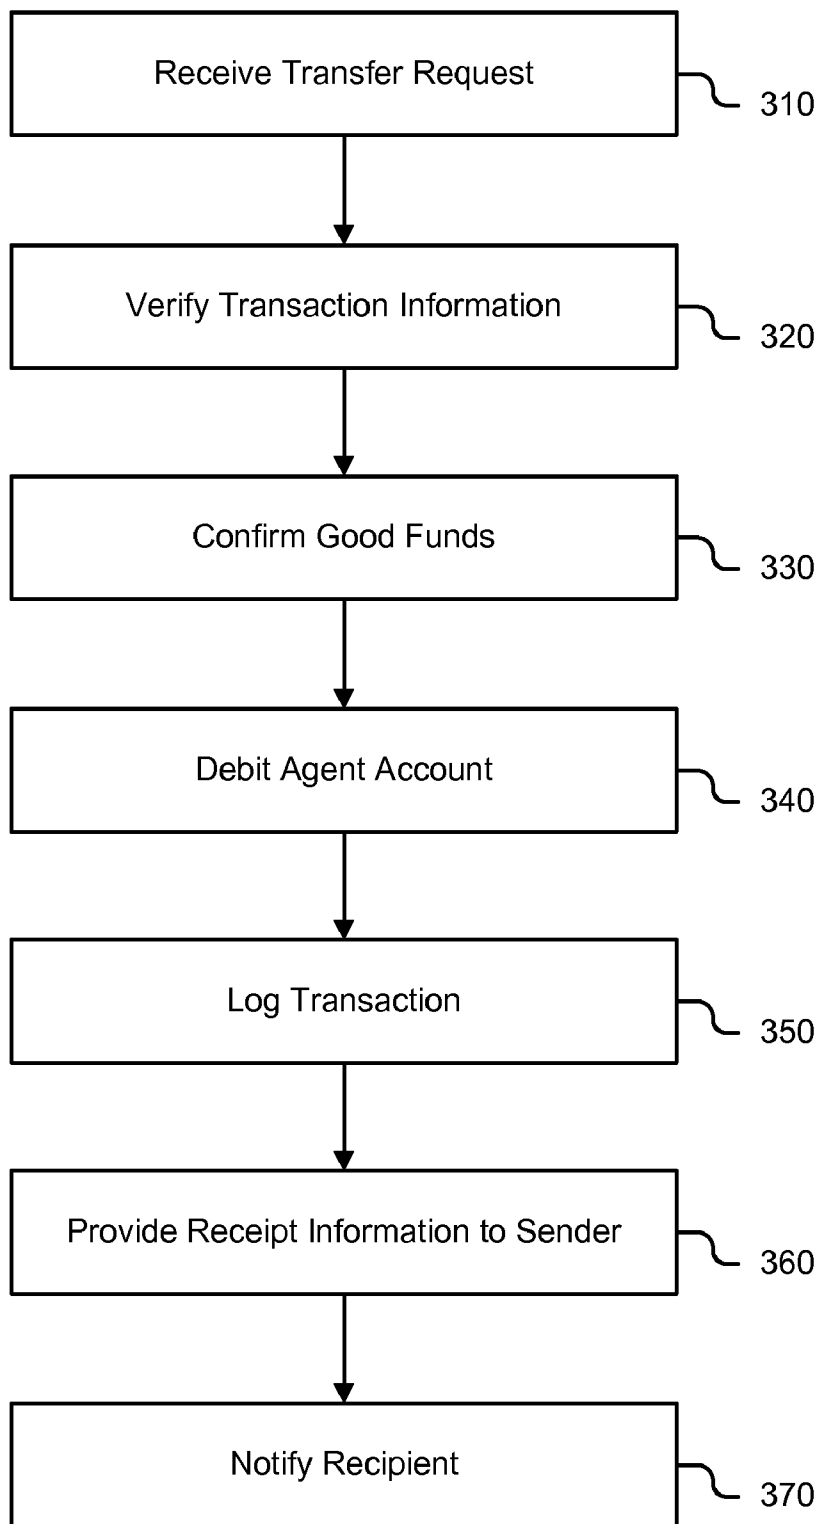 Receive Transfer Request
310
Verify Transaction Information
320
Confirm Good Funds
330
Debit Agent Account
340
Log Transaction
350
Provide Receipt Information to Sender
360
Notify Recipient
370